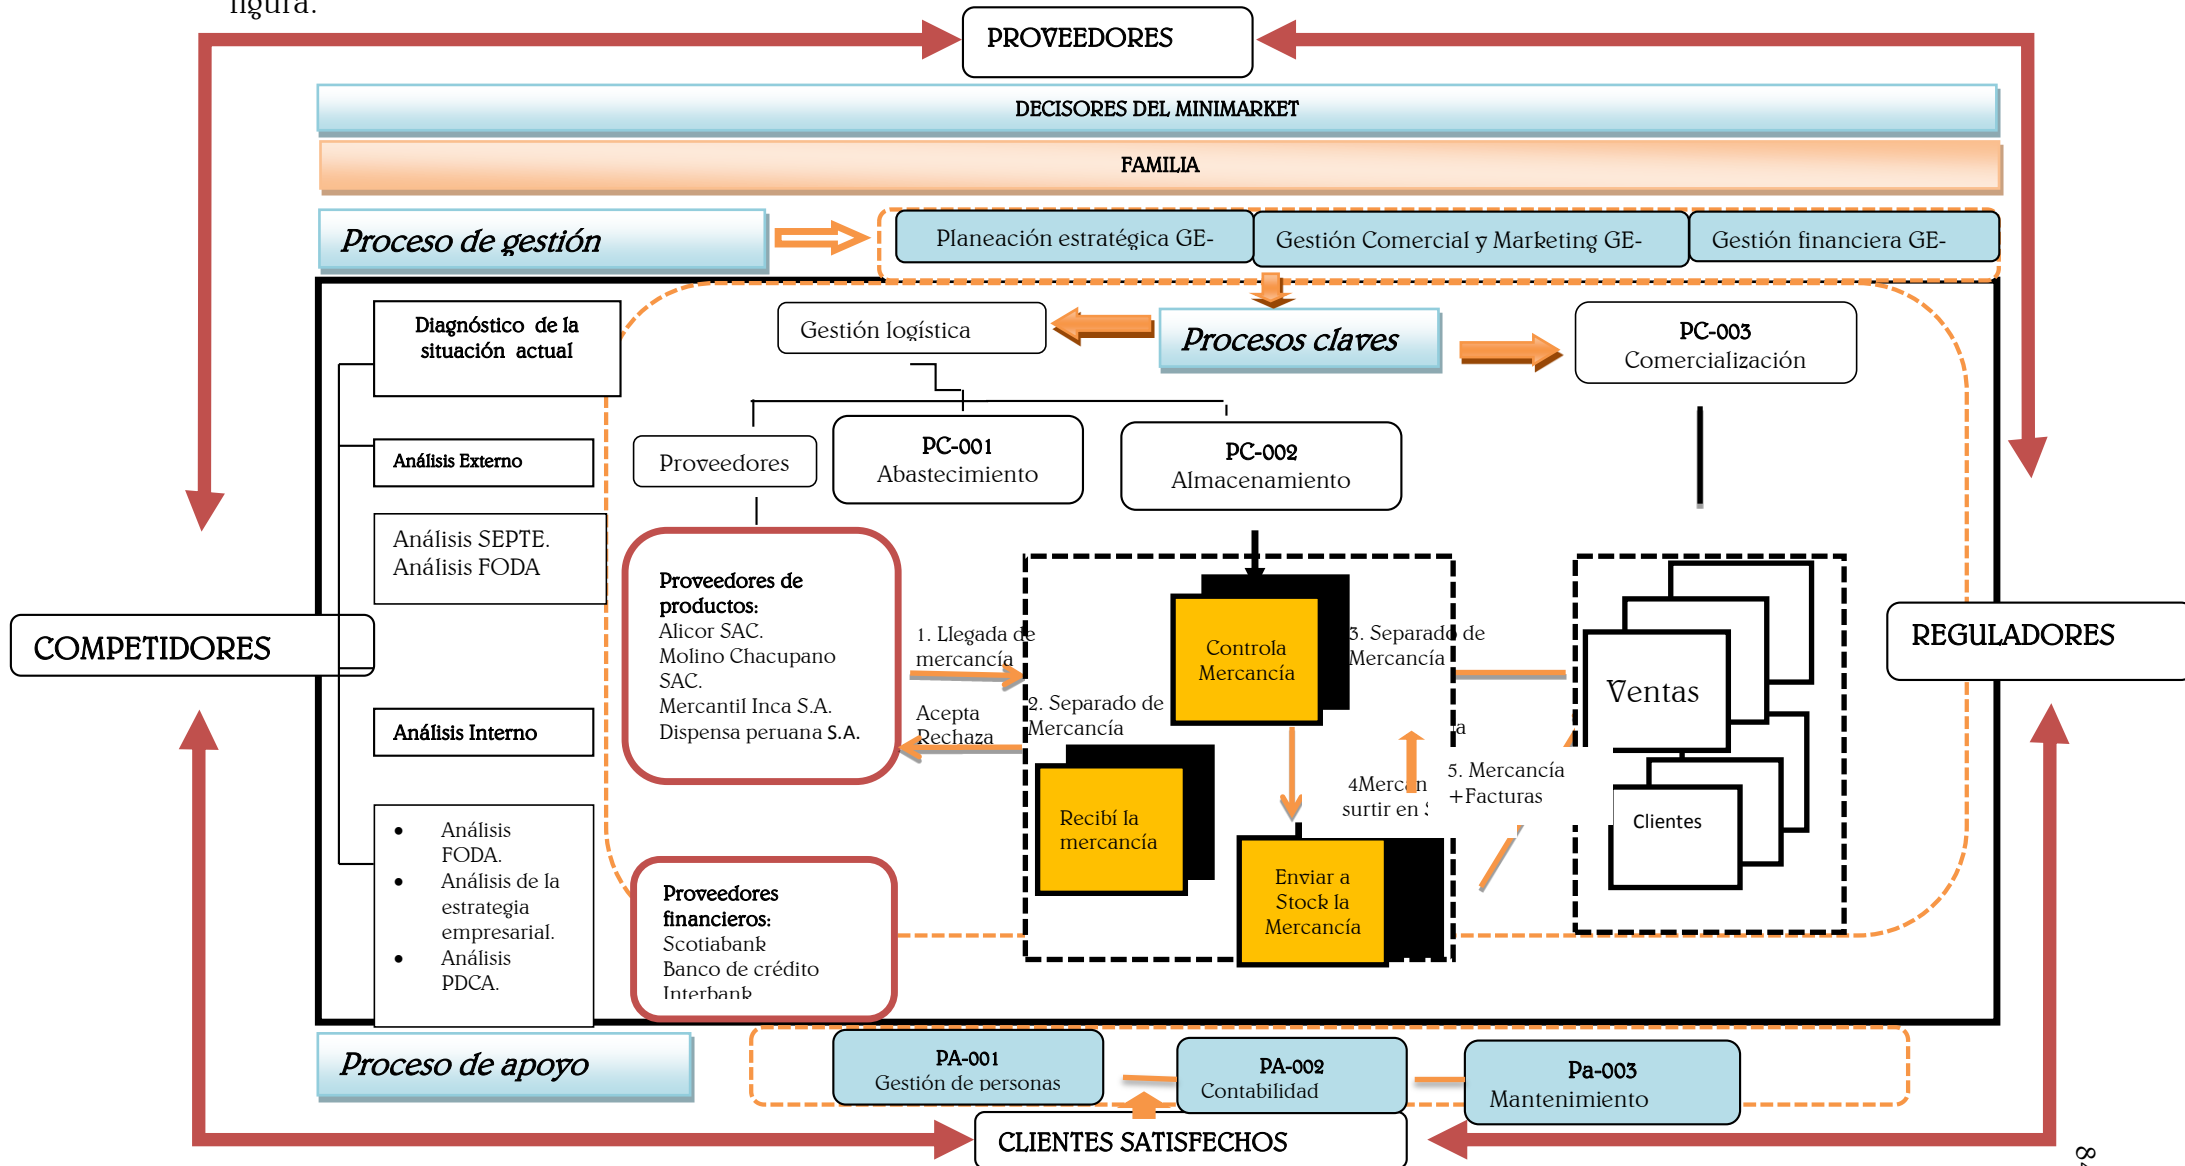 figura.
PROVEEDORES
DECISORES DEL MINIMARKET
FAMILIA
Proceso de gestión
Planeación estratégica GE-
Gestión Comercial y Marketing GE-
Gestión financiera GE-
Diagnóstico de la
situación actual
Gestión logística
Procesos claves
PC-003
Comercialización
Análisis Externo
Proveedores
PC-001
Abastecimiento
PC-002
Almacenamiento
Análisis SEPTE.
Análisis FODA
COMPETIDORES
REGULADORES
Proveedores de
productos:
Alicor SAC.
Molino Chacupano
SAC.
Mercantil Inca S.A.
Dispensa peruana S.A.
1. Llegada de
mercancía
Acepta
Rechaza
2. Separado de
Mercancía
Controla
Mercancía
3. Separado de
Mercancía
Ventas
Análisis Interno
Recibí la
mercancía
4Mercan
surtir en
5. Mercancía
+Facturas
Clientes
Enviar a
Stock la
Mercancía
• Análisis
FODA.
• Análisis de la
estrategia
empresarial.
• Análisis
PDCA.
Proveedores
financieros:
Scotiabank
Banco de crédito
Interbank
Proceso de apoyo
PA-001
Gestión de personas
PA-002
Contabilidad
Pa-003
Mantenimiento
CLIENTES SATISFECHOS